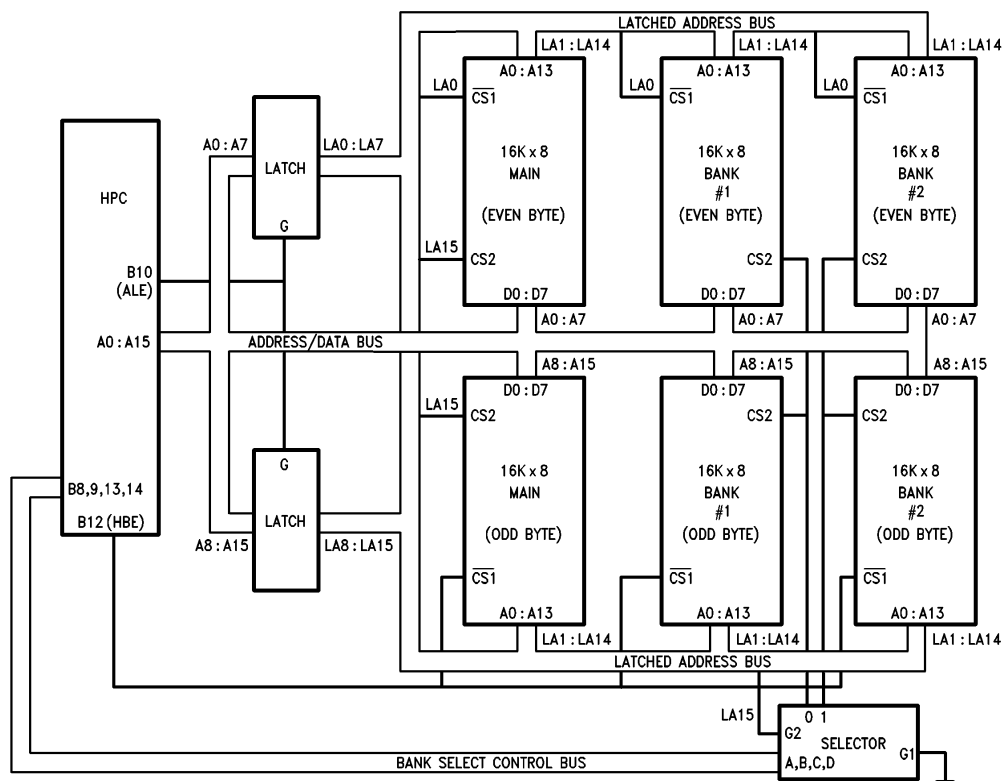 LATCHED ADDRESS BUS
LA1:LA14
LA1:LA14
LA1:LA14
A0:A13
A0:A13
A0:A13
LA0
CS1
LA0
CS1
LA0
CS1
A0:A7
LA0:LA7
LATCH
G
16K x 8
MAIN
(EVEN BYTE)
16K x 8
BANK
#1
(EVEN BYTE)
16K x 8
BANK
#2
(EVEN BYTE)
HPC
LA15
CS2
CS2
CS2
B10
(ALE)
D0:D7
D0:D7
D0:D7
A0:A7
A0:A7
A0:A7
A0:A15
ADDRESS/DATA BUS
A8:A15
A8:A15
A8:A15
D0:D7
D0:D7
D0:D7
LA15
CS2
CS2
CS2
G
LATCH
16K x 8
MAIN
(ODD BYTE)
16K x 8
BANK
#1
(ODD BYTE)
16K x 8
BANK
#2
(ODD BYTE)
B8,9,13,14
B12(HBE)
A8:A15
LA8:LA15
CS1
CS1
CS1
A0:A13
A0:A13
A0:A13
LA1:LA14
LA1:LA14
LA1:LA14
LATCHED ADDRESS BUS
LA15
0 1
G2
SELECTOR
G1
A,B,C,D
BANK SELECT CONTROL BUS